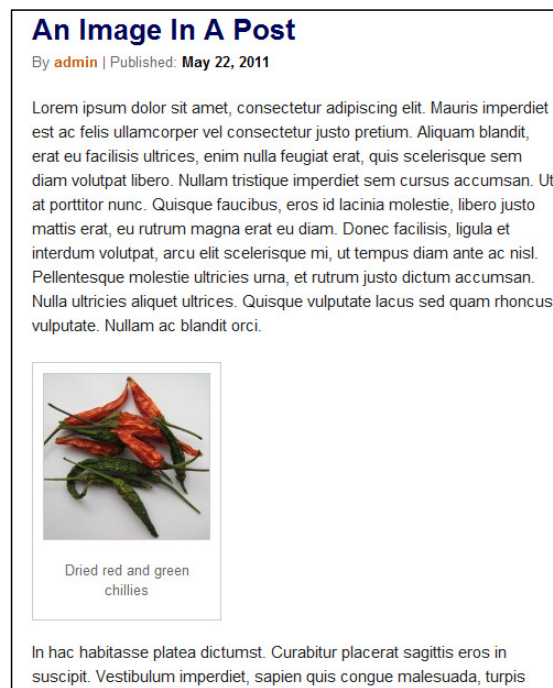 An Image In A Post
By admin | Published: May 22, 2011
Lorem ipsum dolor sit amet, consectetur adipiscing elit. Mauris imperdiet
est ac felis ullamcorper vel consectetur justo pretium. Aliquam blandit,
erat eu facilisis ultrices, enim nulla feugiat erat, quis scelerisque sem
diam volutpat libero. Nullam tristique imperdiet sem cursus accumsan. Ut
at porttitor nunc. Quisque faucibus, eros id lacinia molestie, libero justo
mattis erat, eu rutrum magna erat eu diam. Donec facilisis, ligula et
interdum volutpat, arcu elit scelerisque mi, ut tempus diam ante ac nisl.
Pellentesque molestie ultricies urna, et rutrum justo dictum accumsan.
Nulla ultricies aliquet ultrices. Quisque vulputate lacus sed quam rhoncus
vulputate. Nullam ac blandit orci.
Dried red and green
chillies
In hac habitasse platea dictumst. Curabitur placerat sagittis eros in
suscipit. Vestibulum imperdiet, sapien quis congue malesuada, turpis